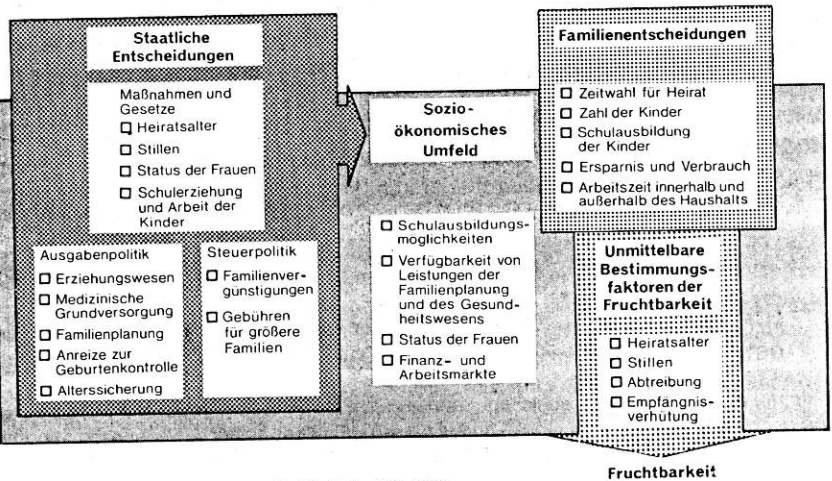 Staatliche
Entscheidungen
Maßnahmen und
Gesetze
Heiratsalter
Stillen
Status der Frauen
Schulerziehung
und Arbeit der
Kinder
Ausgabenpolitik
Erziehungswesen
Medizinische
Grundversorgung
Familienplanung
Anreize zur
Geburtenkontrolle
Alterssicherung
Steuerpolitik
Familienver-
günstigungen
Gebühren
für größere
Familien
Sozio-
ökonomisches
Umfeld
Schulausbildungs-
möglichkeiten
Verfügbarkeit von
Leistungen der
Familienplanung
und des Gesund-
heitswesens
Status der Frauen
Finanz- und
Arbeitsmarkte
Familienentscheidungen
Zeitwahl für Heirat
Zahl der Kinder
Schulausbildung
der Kinder
Ersparnis und Verbrauch
Arbeitszeit innerhalb und
außerhalb des Haushalts
Unmittelbare
Bestimmungs-
faktoren der
Fruchtbarkeit
Heiratsalter
Stillen
Abtreibung
Empfängnis-
verhütung
Fruchtbarkeit